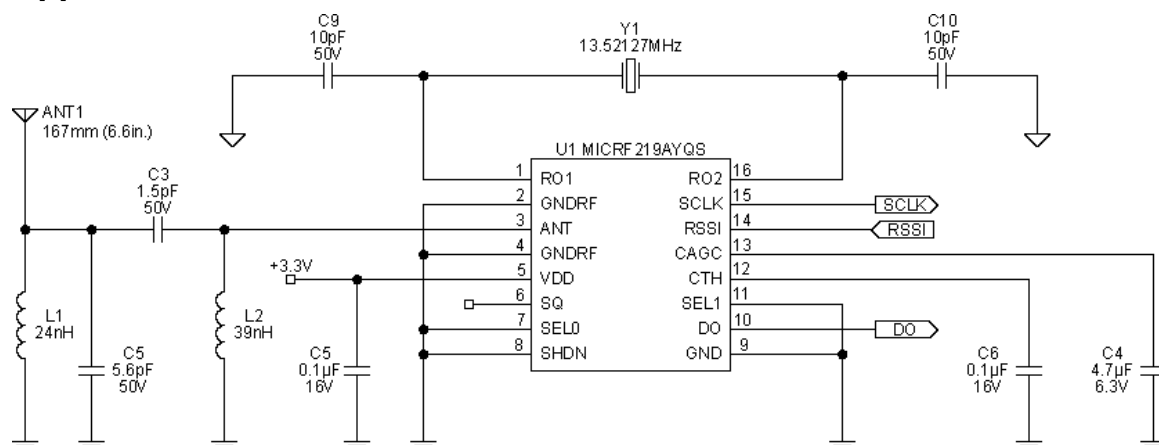 C9
10pF
50V
Y1
13.52127MHz
C10
10pF
50V
ANT1
167mm (6.6in.)
U1 MICRF219AYQS
C3
1.5pF
50V
1
RO1
RO2
16
2
GNDRF
SCLK
15
SCLK
3
ANT
RSSI
14
RSSI
4
GNDRF
CAGC
13
+3.3V
5
VDD
CTH
12
6
SQ
SEL1
11
7
SEL0
DO
10
DO
8
SHDN
GND
9
L1
24nH
L2
39nH
C5
5.6pF
50V
C5
0.1µF
16V
C6
0.1µF
16V
C4
4.7µF
6.3V